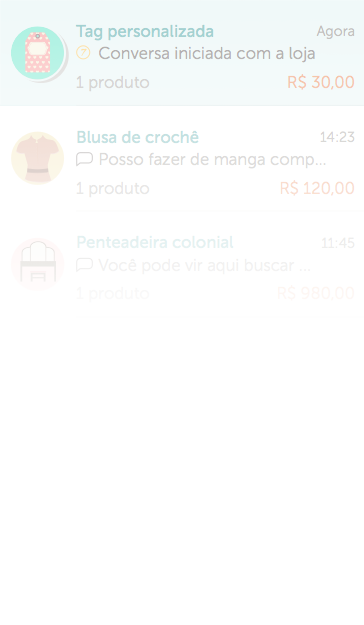 Tag personalizada
Agora
? Conversa iniciada com a loja
1 produto
R$ 30,00
Blusa de crochê
14:23
Posso fazer de manga comp...
1 produto
R$ 120,00
Penteadeira colonial
11:45
Você pode vir aqui buscar ...
1 produto
R$ 980,00